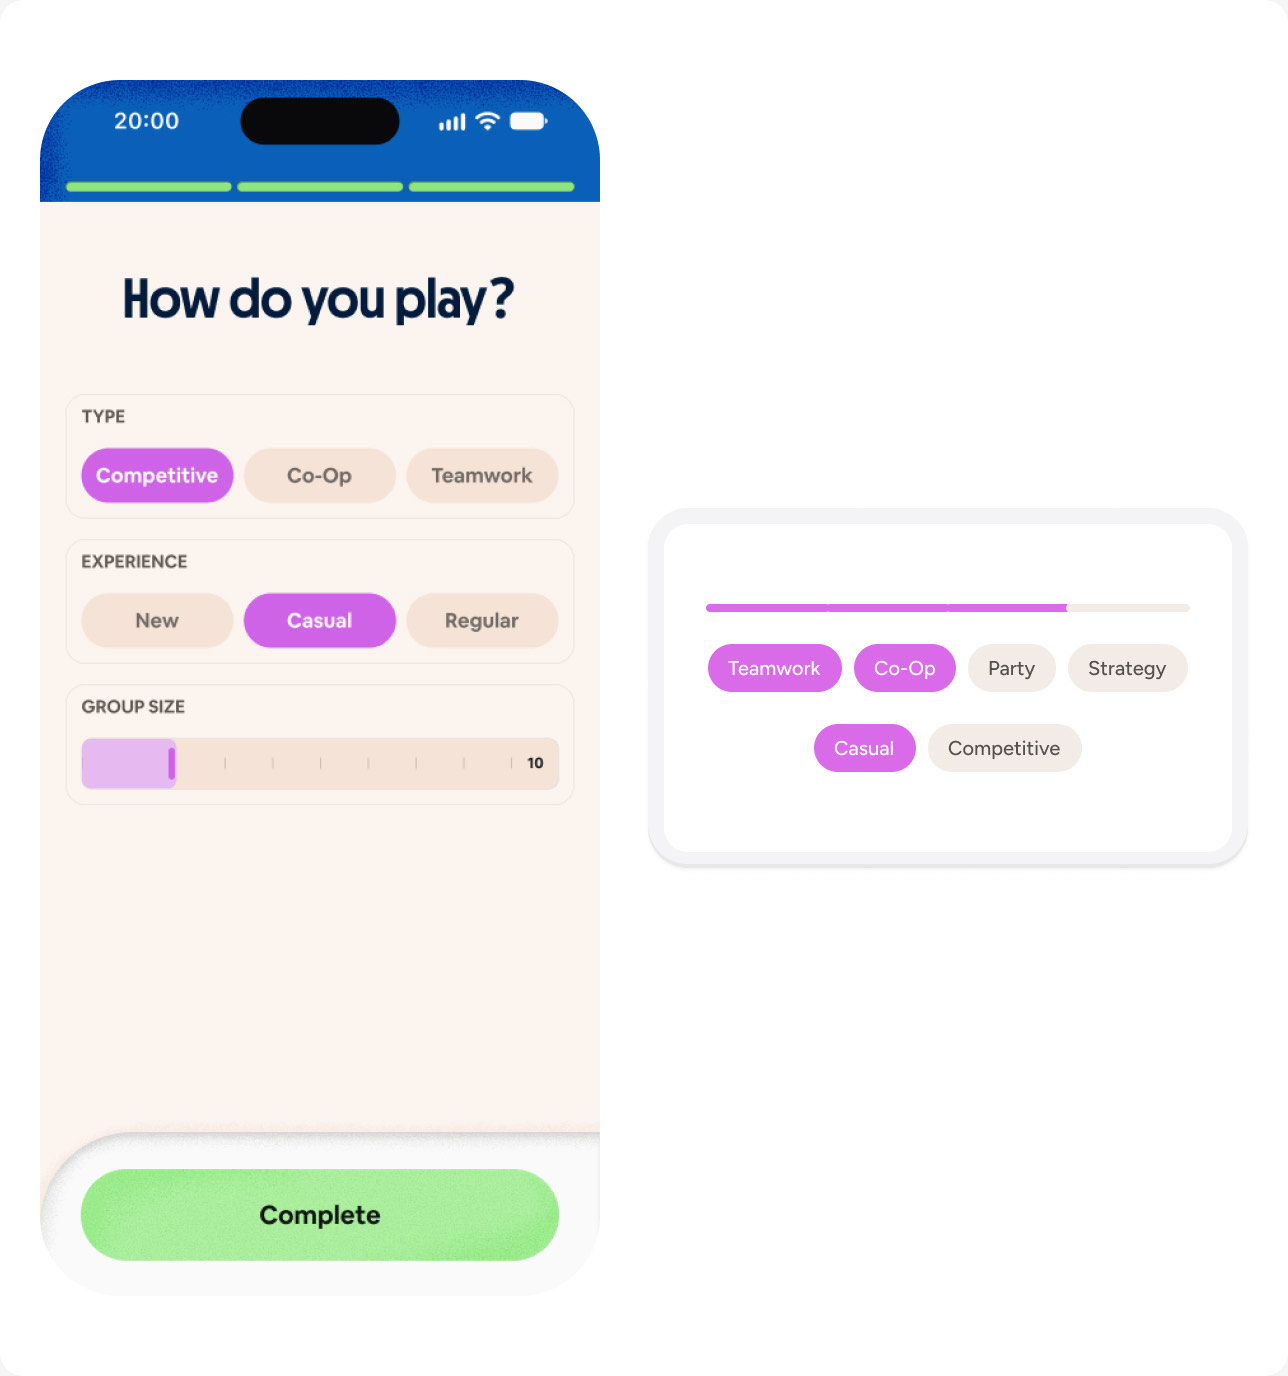 20:00
How do you play?
TYPE
Competitive Co-Op Teamwork
EXPERIENCE
New Casual Regular
GROUP SIZE
10
Complete
Teamwork Co-Op Party Strategy
Casual Competitive